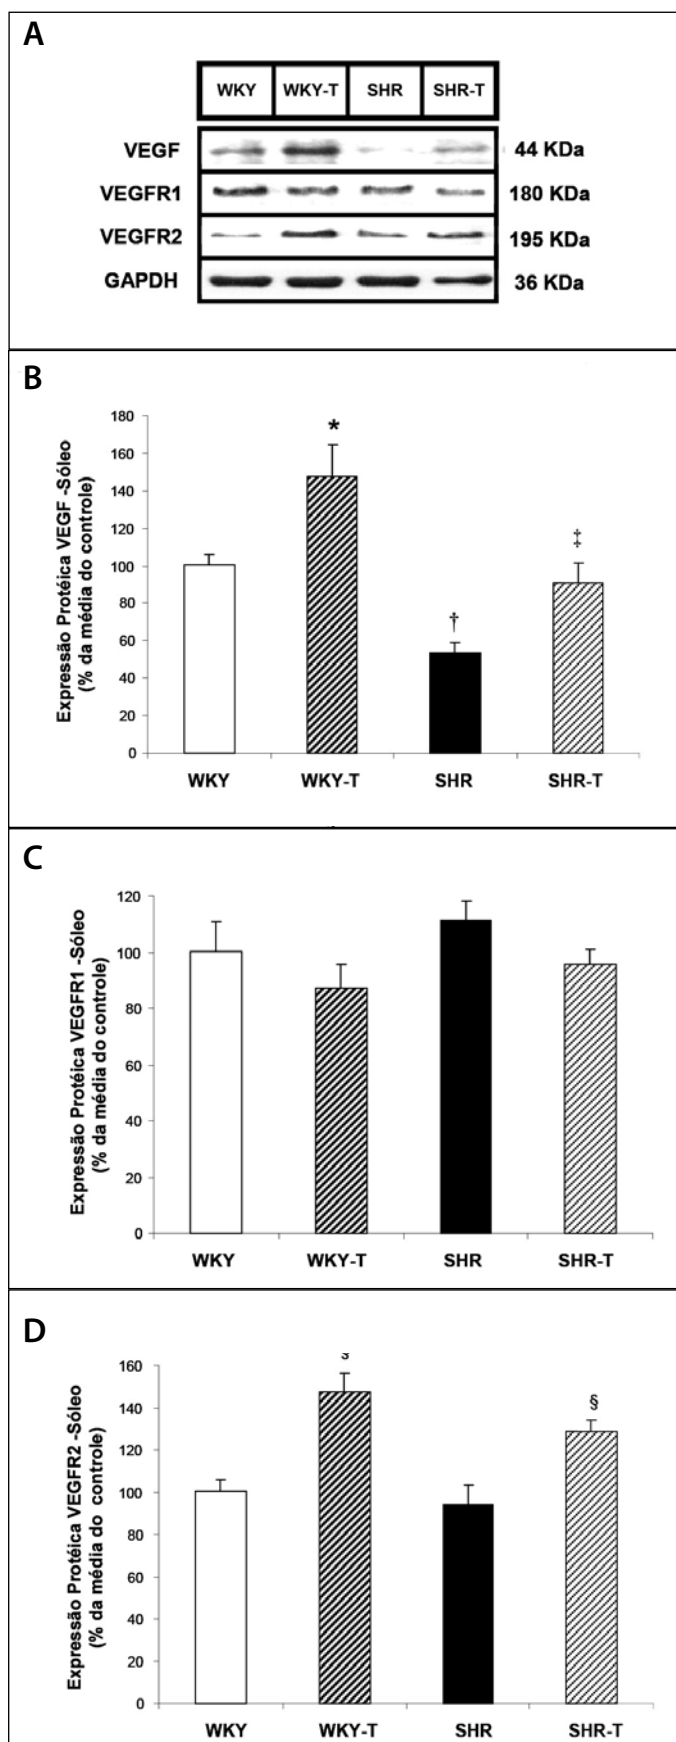 A
WKY WKY-T SHR SHR-T
VEGF 44 KDa
VEGFR1 180 KDa
VEGFR2 195 KDa
GAPDH 36 KDa
B
Expressão Protéica VEGF -Sóleo
(% da média do controle)
180
160
140
120
100
80
60
40
20
0
*
†
‡
WKY WKY-T SHR SHR-T
C
Expressão Protéica VEGFR1 -Sóleo
(% da média do controle)
120
100
80
60
40
20
0
WKY WKY-T SHR SHR-T
D
Expressão Protéica VEGFR2 -Sóleo
(% da média do controle)
160
140
120
100
80
60
40
20
0
§
WKY WKY-T SHR SHR-T